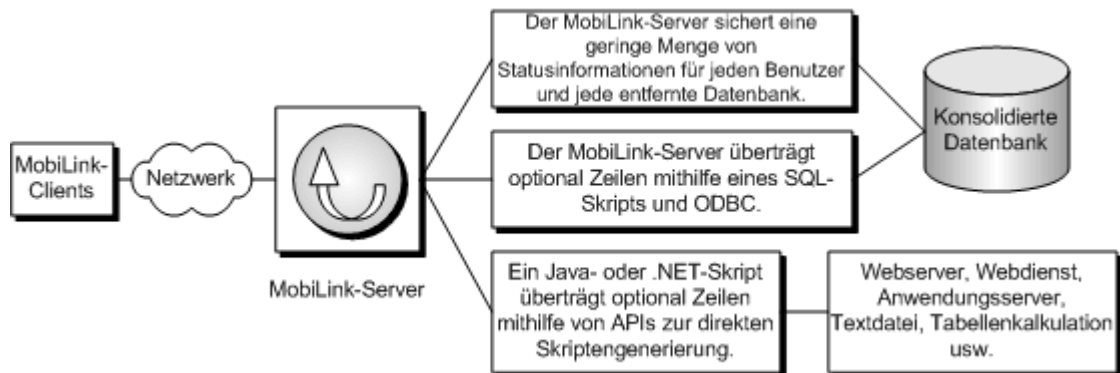 MobiLink-
Clients
Netzwerk
MobiLink-Server
Der MobiLink-Server sichert eine
geringe Menge von
Statusinformationen für jeden Benutzer
und jede entfernte Datenbank.
Der MobiLink-Server überträgt
optional Zeilen mithilfe eines SQL-
Skripts und ODBC.
Konsolidierte
Datenbank
Ein Java- oder .NET-Skript
überträgt optional Zeilen
mithilfe von APIs zur direkten
Skriptengenerierung.
Webserver, Webdienst,
Anwendungsserver,
Textdatei, Tabellenkalkulation
usw.